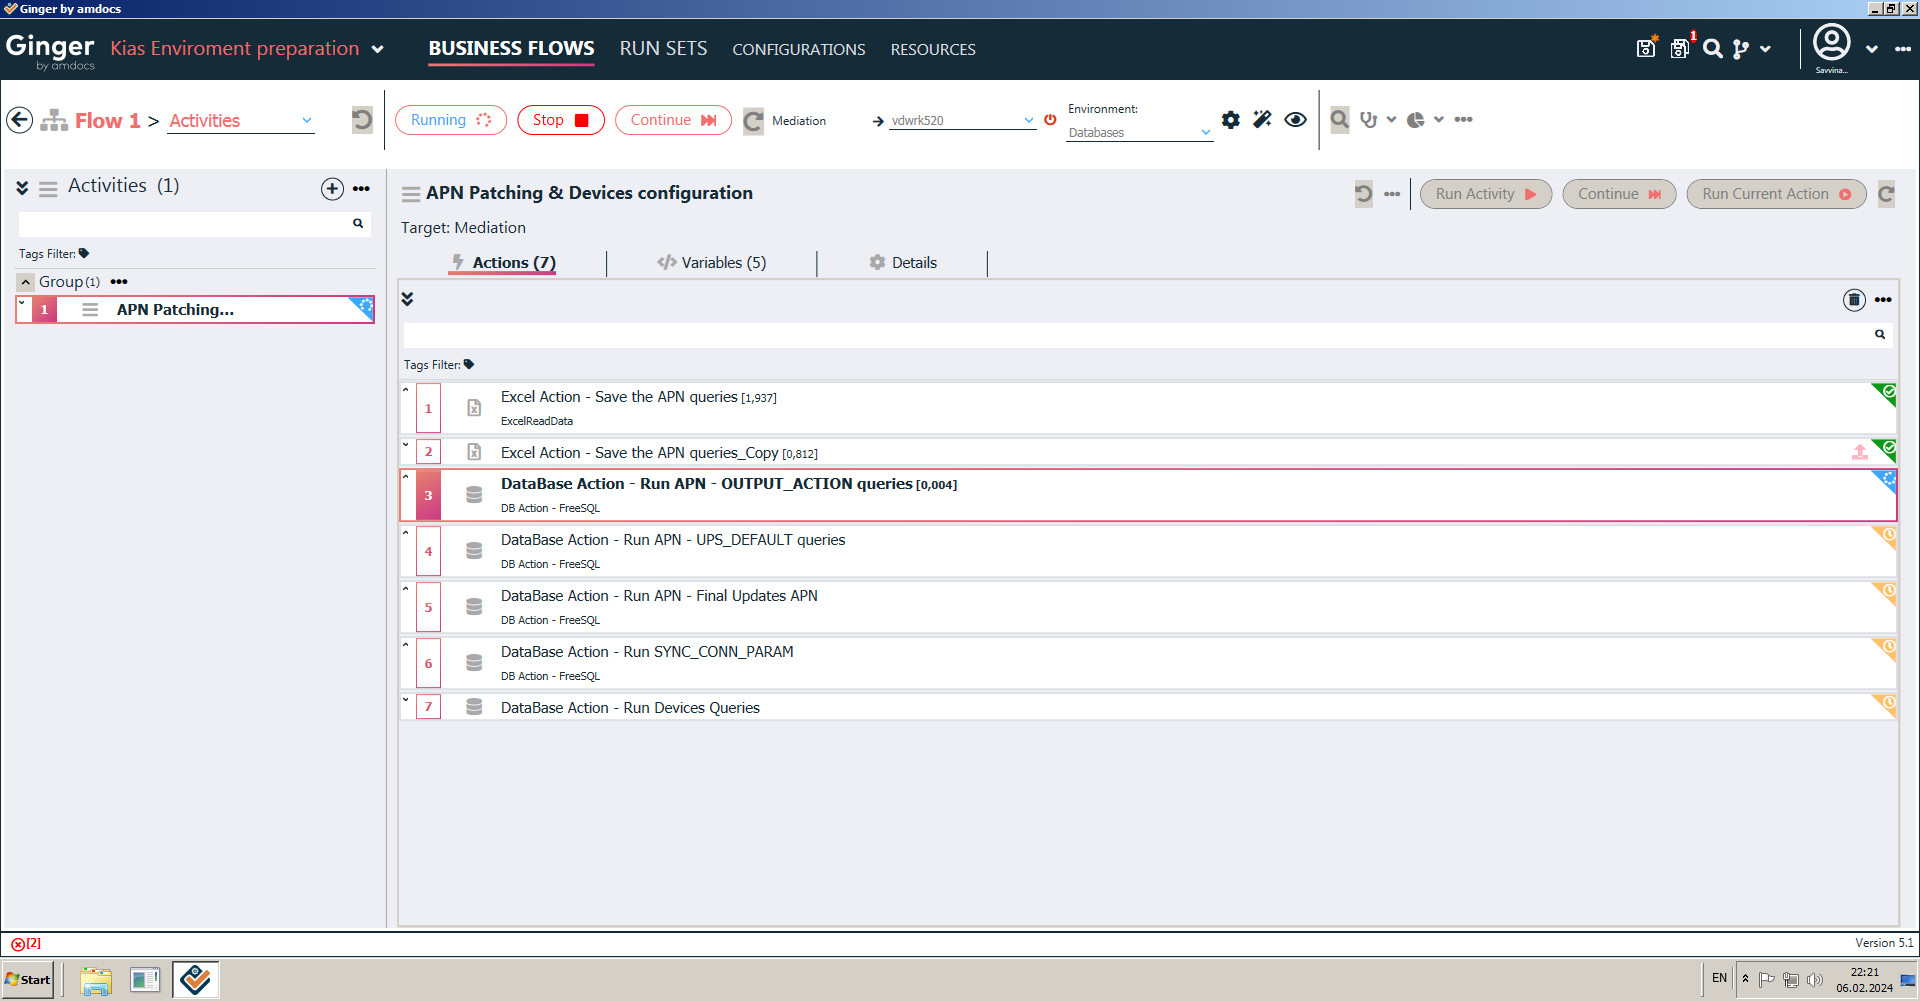 Ginger by amdocs
Ginger
by amdocs
Kias Enviroment preparation
BUSINESS FLOWS
RUN SETS
CONFIGURATIONS
RESOURCES
1
Savvina...
Flow 1 > Activities
Running
Stop
Continue
Mediation
vdwrk520
Environment:
Databases
Activities (1)
Tags Filter:
Group(1)
1 APN Patching...
APN Patching & Devices configuration
Run Activity
Continue
Run Current Action
Target: Mediation
Actions (7)
Variables (5)
Details
Tags Filter:
1 Excel Action - Save the APN queries [1,937]
ExcelReadData
2 Excel Action - Save the APN queries_Copy [0,812]
3 DataBase Action - Run APN - OUTPUT_ACTION queries [0,004]
DB Action - FreeSQL
4 DataBase Action - Run APN - UPS_DEFAULT queries
DB Action - FreeSQL
5 DataBase Action - Run APN - Final Updates APN
DB Action - FreeSQL
6 DataBase Action - Run SYNC_CONN_PARAM
DB Action - FreeSQL
7 DataBase Action - Run Devices Queries
[2]
Version 5.1
Start
EN
22:21
06.02.2024